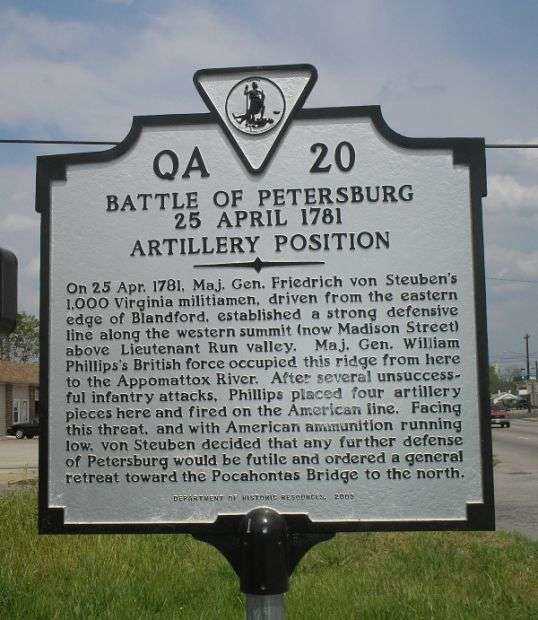 QA 20
BATTLE OF PETERSBURG
25 APRIL 1781
ARTILLERY POSITION
On 25 Apr. 1781, Maj. Gen. Friedrich von Steuben's
1,000 Virginia militiamen, driven from the eastern
edge of Blandford, established a strong defensive
line along the western summit (now Madison Street)
above Lieutenant Run valley. Maj. Gen. William
Phillips's British force occupied this ridge from here
to the Appomattox River. After several unsuccess-
ful infantry attacks, Phillips placed four artillery
pieces here and fired on the American line. Facing
this threat, and with American ammunition running
low, von Steuben decided that any further defense
of Petersburg would be futile and ordered a general
retreat toward the Pocahontas Bridge to the north.
DEPARTMENT OF HISTORIC RESOURCES, 2003